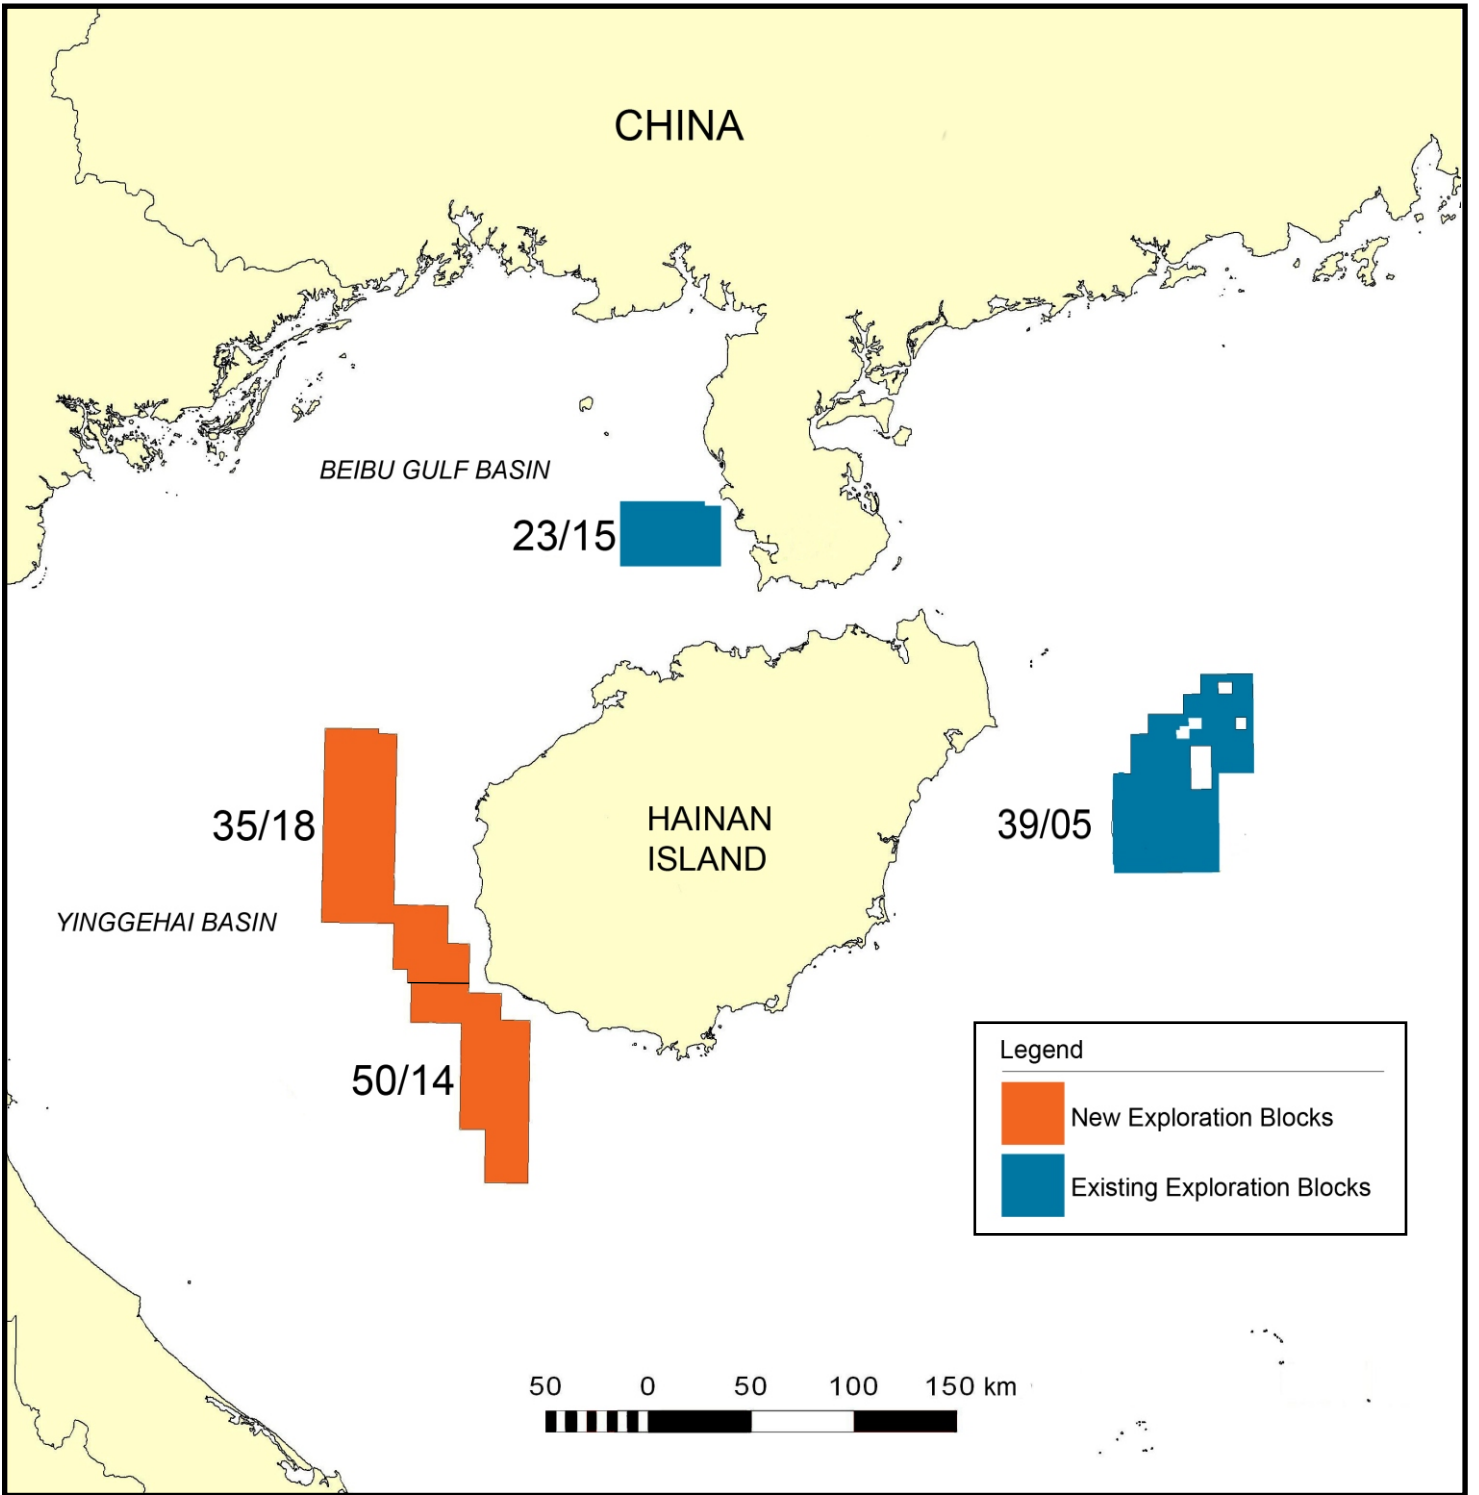 CHINA
BEIBU GULF BASIN
23/15
35/18
HAINAN
ISLAND
39/05
YINGGEHAI BASIN
50/14
Legend
New Exploration Blocks
Existing Exploration Blocks
50 0 50 100 150 km